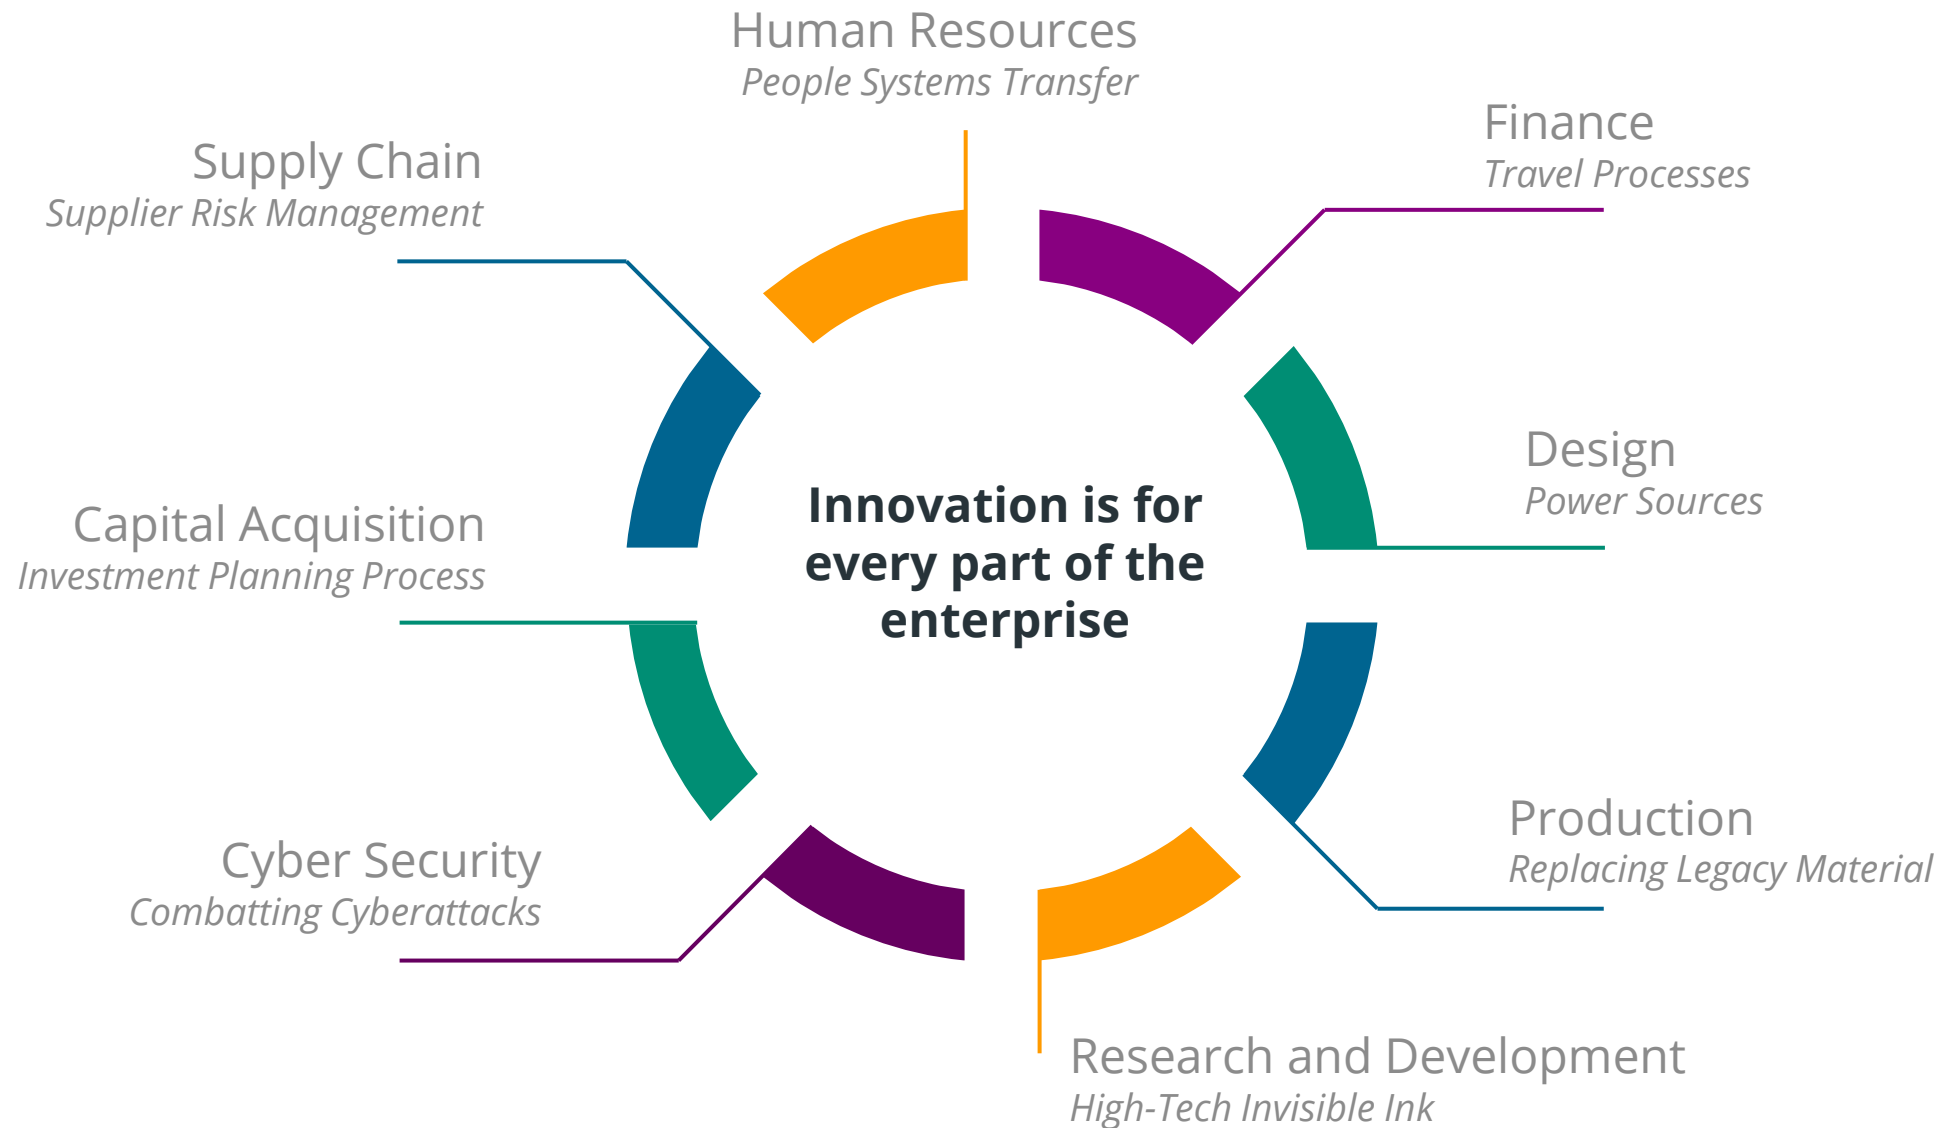 Human Resources
People Systems Transfer
Finance
Travel Processes
Supply Chain
Supplier Risk Management
Design
Power Sources
Innovation is for
every part of the
enterprise
Capital Acquisition
Investment Planning Process
Production
Replacing Legacy Material
Cyber Security
Combatting Cyberattacks
Research and Development
High-Tech Invisible Ink